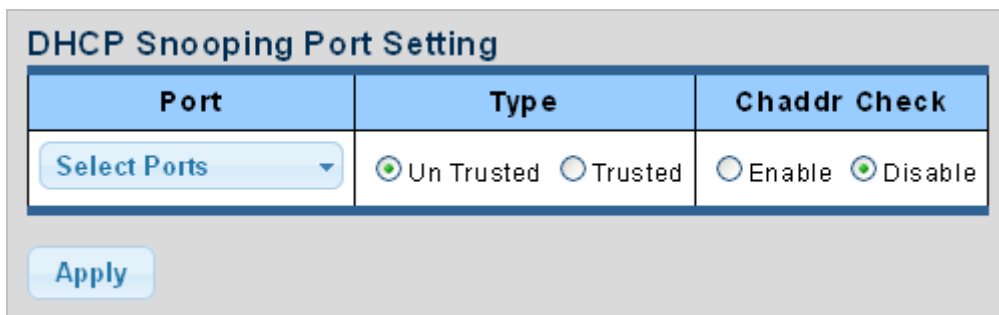 DHCP Snooping Port Setting
Port Type Chaddr Check
Select Ports Un Trusted Trusted Enable Disable
Apply